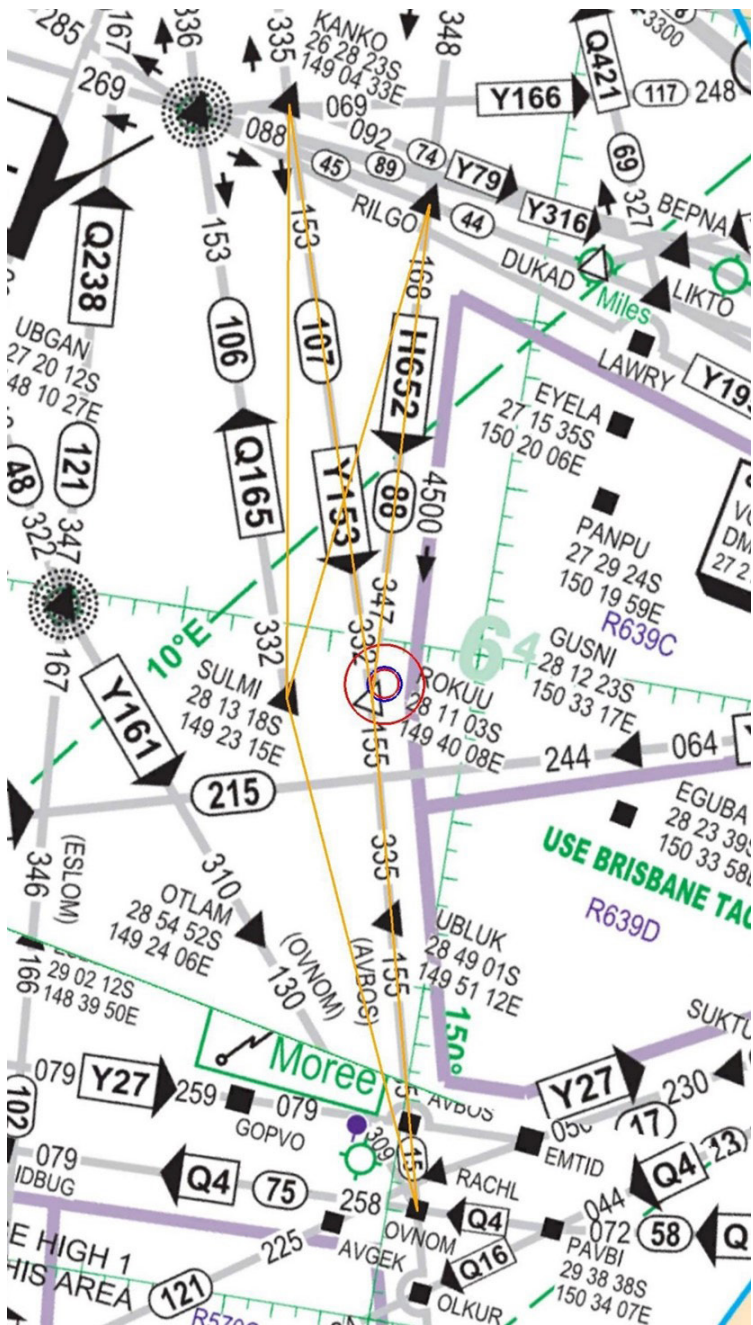 285
167
336
335
KANKO
26 28 23S
149 04 33E
348
3300
Q421
269
069
Y166
117
248
088
092
45
89
74
Y79
69
153
153
RILGO
44
Y316
327
BEPNA
168
DUKAD
Miles
LIKTO
Q238
UBGAN
27 20 12S
48 10 27E
106
107
H652
LAWRY
Y19
EYELA
27 15 35S
150 20 06E
48
121
Q165
Y153
88
4500
322
347
PANPU
27 29 24S
150 19 59E
VO
DM
27 2
347
R639C
10°E
332
332
64
GUSNI
28 12 23S
150 33 17E
167
SULMI
28 13 18S
149 23 15E
ROKUU
28 11 03S
149 40 08E
Y161
155
244
064
215
EGUBA
28 23 39S
150 33 58E
(ESLOM)
346
310
335
USE BRISBANE TAC
OTLAM
28 54 52S
149 24 06E
(OVNOM)
(AVBOS)
UBLUK
28 49 01S
149 51 12E
R639D
166
29 02 12S
148 39 50E
130
155
150°
SUKTU
Moree
079
Y27
259
079
AVBOS
Y27
230
102
GOPVO
309
17
050
EMTID
079
IDBUG
Q4
75
15
RACHL
Q4
13
258
OVNOM
Q4
044
072
58
Q
225
AVGEK
Q16
PAVBI
29 38 38S
150 34 07E
E HIGH 1
HIS AREA
121
OLKUR